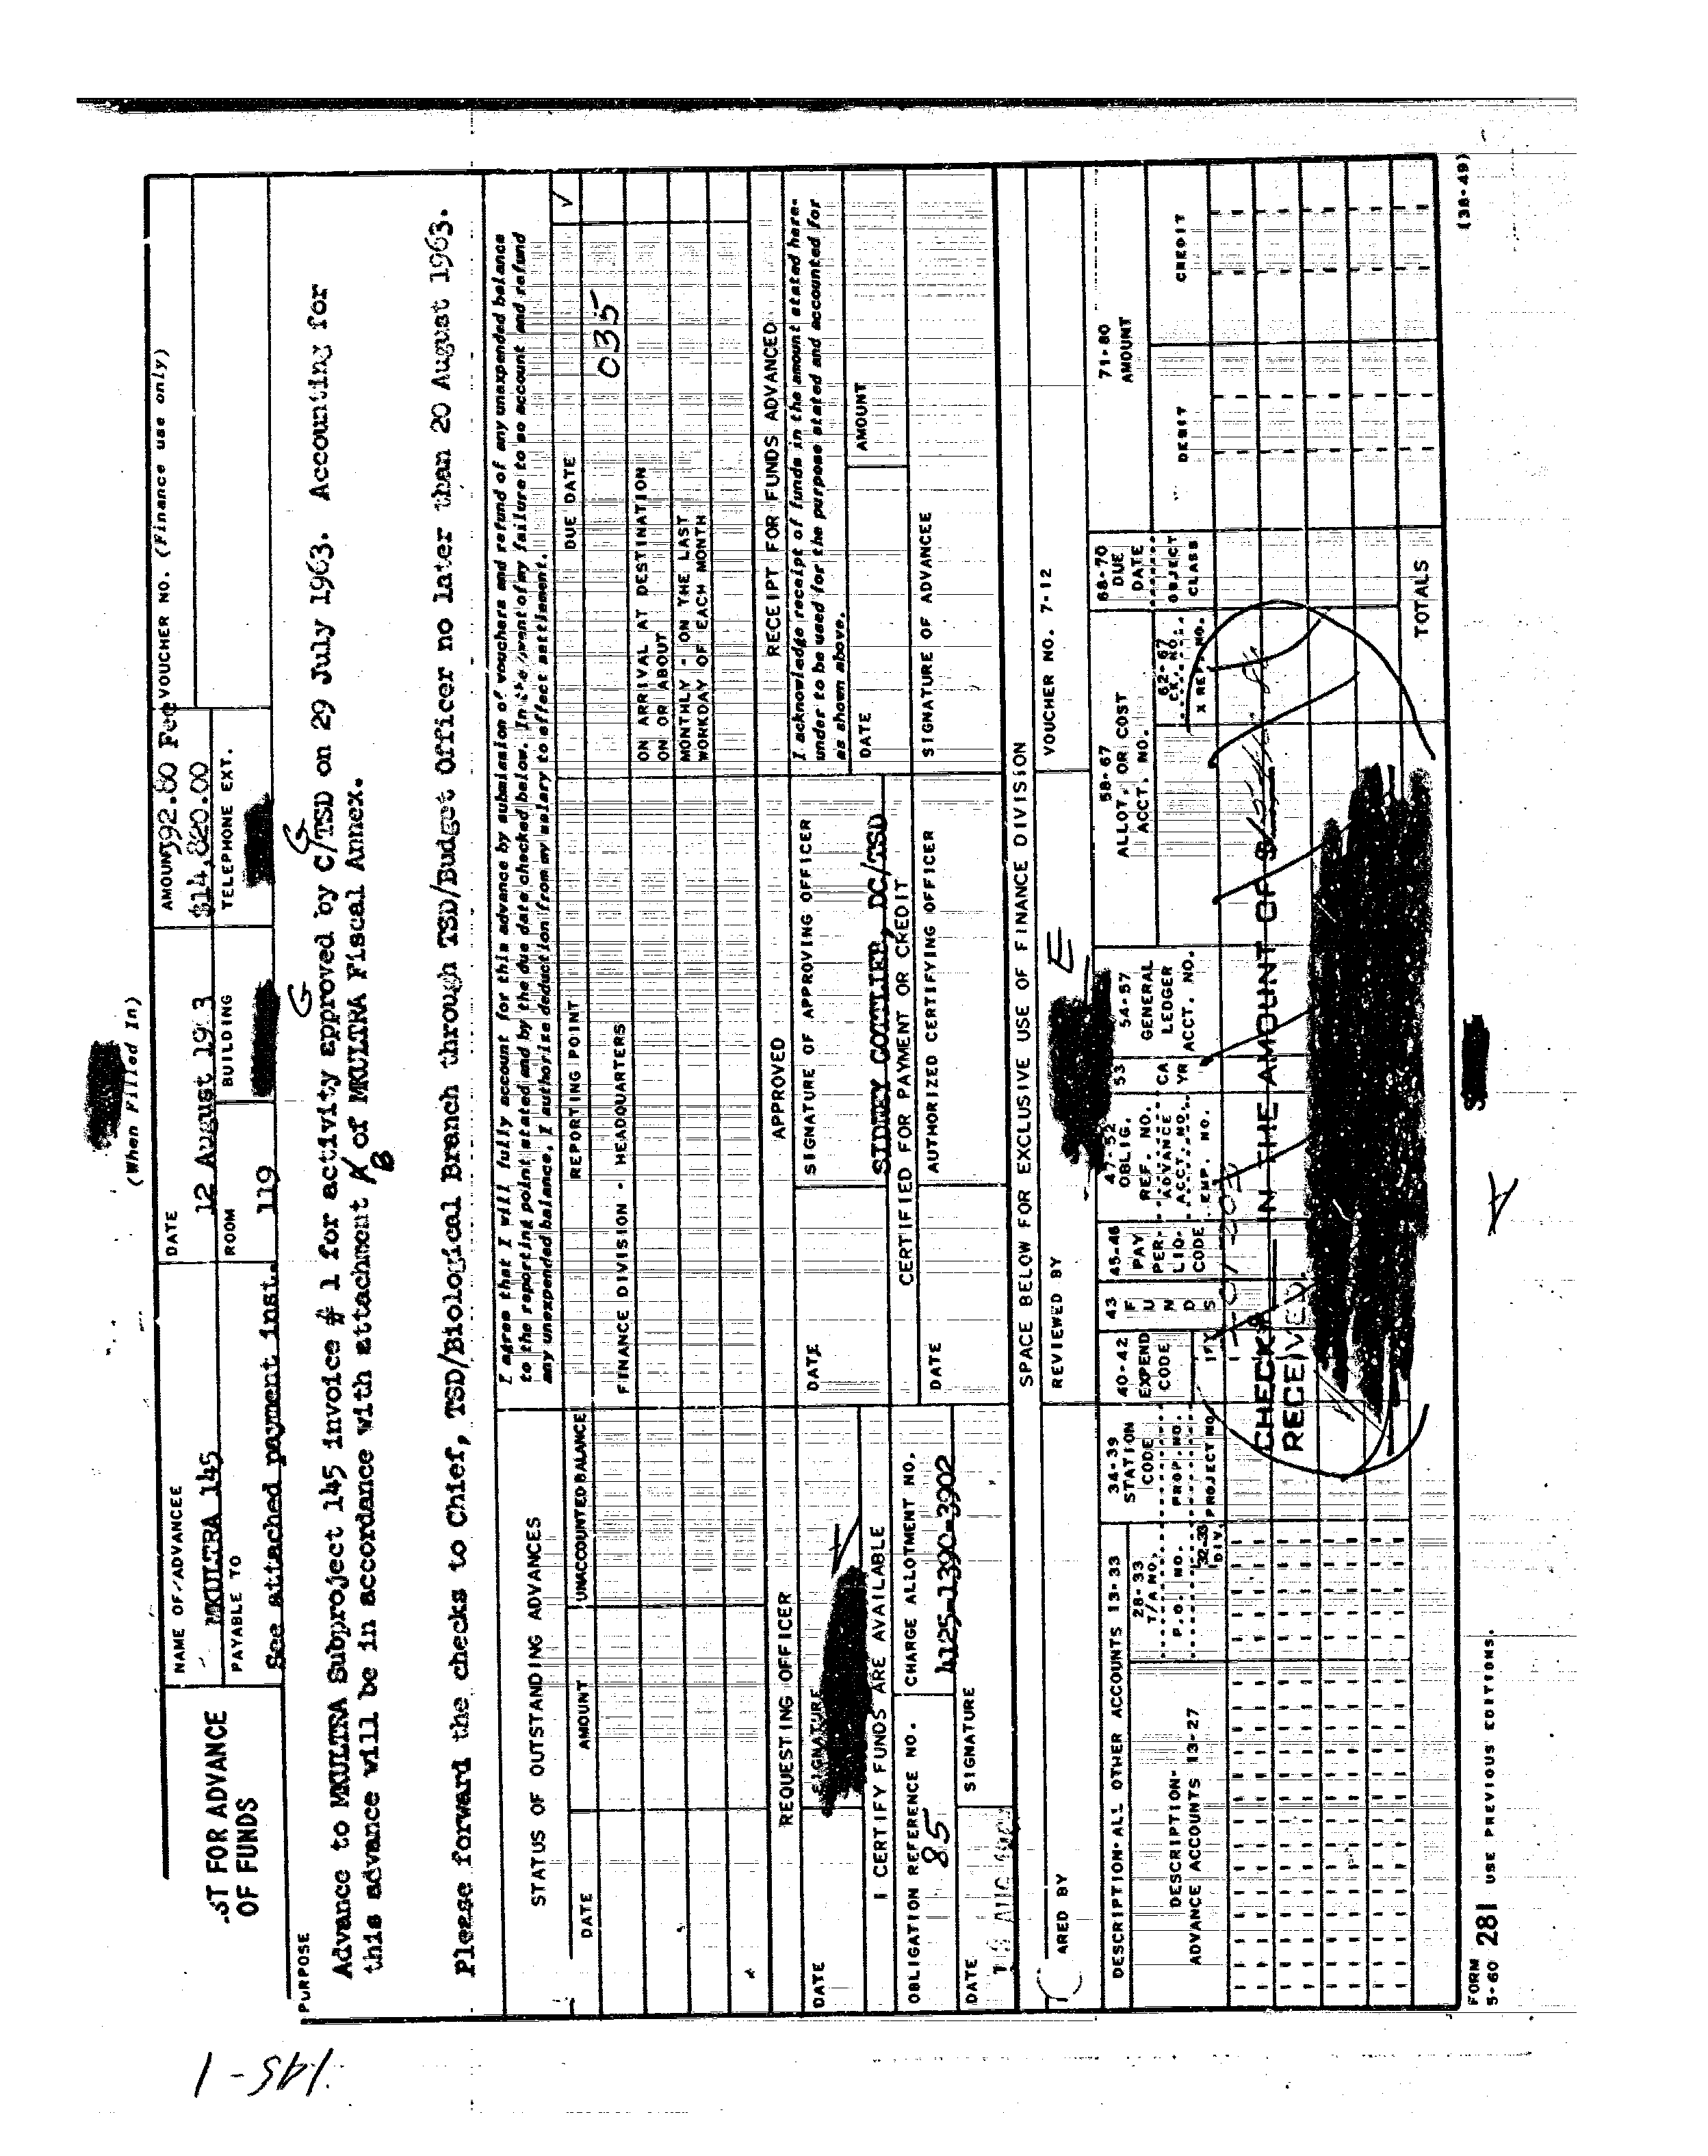 145-1
(When Filled In)
.ST FOR ADVANCE
OF FUNDS
NAME OF ADVANCEE
MKULTRA 145
DATE
12 August 19 3
AMOUNT 592.80 Fee
$14,820.00
VOUCHER NO. (Finance use only)
PAYABLE TO
See attached payment inst.
ROOM
119
BUILDING
TELEPHONE EXT.
PURPOSE
G G
Advance to MKULTRA Subproject 145 invoice # 1 for activity approved by C/TSD on 29 July 1963. Accounting for
this advance will be in accordance with attachment A of MKULTRA Fiscal Annex.
B
Please forward the checks to Chief, TSD/Biological Branch through TSD/Budget Officer no later than 20 August 1963.
STATUS OF OUTSTANDING ADVANCES
I agree that I will fully account for this advance by submission of vouchers and refund of any unexpended balance
to the reporting point stated and by the due date checked below. In the event of my failure to so account and refund
any unexpended balance, I authorize deduction from my salary to effect settlement.
DATE
AMOUNT
UNACCOUNTED BALANCE
REPORTING POINT
DUE DATE
✓
FINANCE DIVISION - HEADQUARTERS
035
ON ARRIVAL AT DESTINATION
ON OR ABOUT
MONTHLY - ON THE LAST
WORKDAY OF EACH MONTH
REQUESTING OFFICER
APPROVED
RECEIPT FOR FUNDS ADVANCED
DATE
SIGNATURE
DATE
SIGNATURE OF APPROVING OFFICER
SIDNEY GOTTLIEB, DC/TSD
I acknowledge receipt of funds in the amount stated here-
under to be used for the purpose stated and accounted for
as shown above.
I CERTIFY FUNDS ARE AVAILABLE
CERTIFIED FOR PAYMENT OR CREDIT
DATE
AMOUNT
OBLIGATION REFERENCE NO.
85
CHARGE ALLOTMENT NO.
4125-1390-3902
DATE
AUTHORIZED CERTIFYING OFFICER
SIGNATURE OF ADVANCEE
DATE
SIGNATURE
SPACE BELOW FOR EXCLUSIVE USE OF FINANCE DIVISION
ARED BY
REVIEWED BY
E
VOUCHER NO. 7-12
DESCRIPTION-ALL OTHER ACCOUNTS 13-33
DESCRIPTION-
ADVANCE ACCOUNTS 13-27
28-33
T/A NO.
P.O. NO.
32-33
DIV.
34-39
STATION
CODE
PROP. NO.
PROJECT NO.
40-42
EXPEND
CODE
43
F
U
N
D
S
45-46
PAY
PER.
LIQ.
CODE
47-52
OBLIG.
REF. NO.
ADVANCE
ACCT. NO.
EMP. NO.
53
CA
YR
54-57
GENERAL
LEDGER
ACCT. NO.
58-67
ALLOT. OR COST
ACCT. NO.
62-67
CK. NO.
X REF. NO.
68-70
DUE
DATE
OBJECT
CLASS
71-80
AMOUNT
DEBIT
CREDIT
CHECK IN THE AMOUNT OF $
RECEIVED.
TOTALS
FORM
5-60 281 USE PREVIOUS EDITIONS.
(38-49)
A